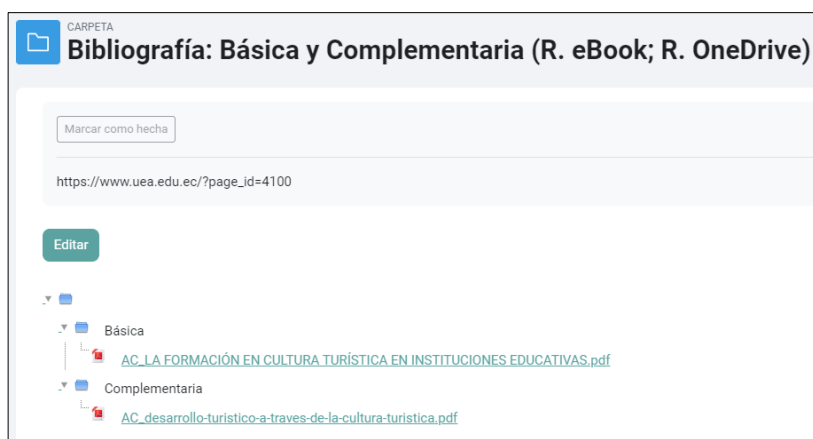 CARPETA
Bibliografía: Básica y Complementaria (R. eBook; R. OneDrive)
Marcar como hecha
https://www.uea.edu.ec/?page_id=4100
Editar
Básica
AC_LA FORMACIÓN EN CULTURA TURÍSTICA EN INSTITUCIONES EDUCATIVAS.pdf
Complementaria
AC_desarrollo-turistico-a-traves-de-la-cultura-turistica.pdf